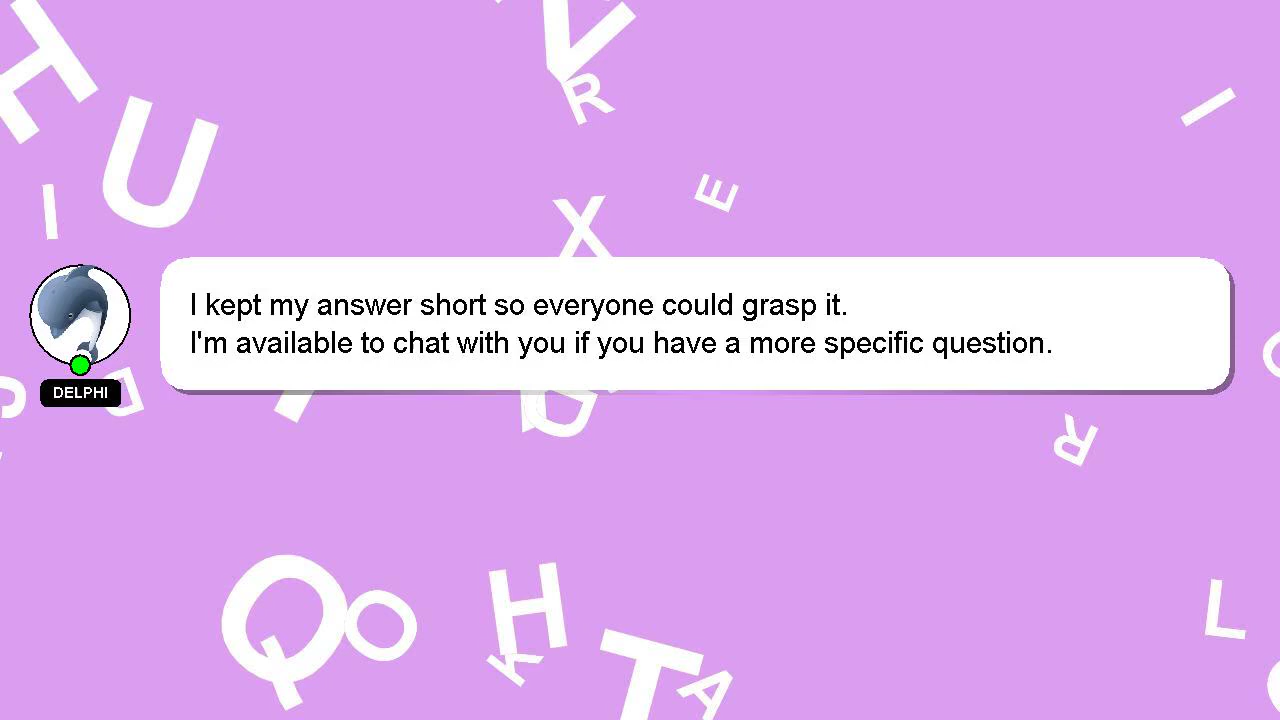 H
U
I
V
R
E
X
I
I kept my answer short so everyone could grasp it.
I'm available to chat with you if you have a more specific question.
DELPHI
D
R
Q
O
H
K
T
A
L